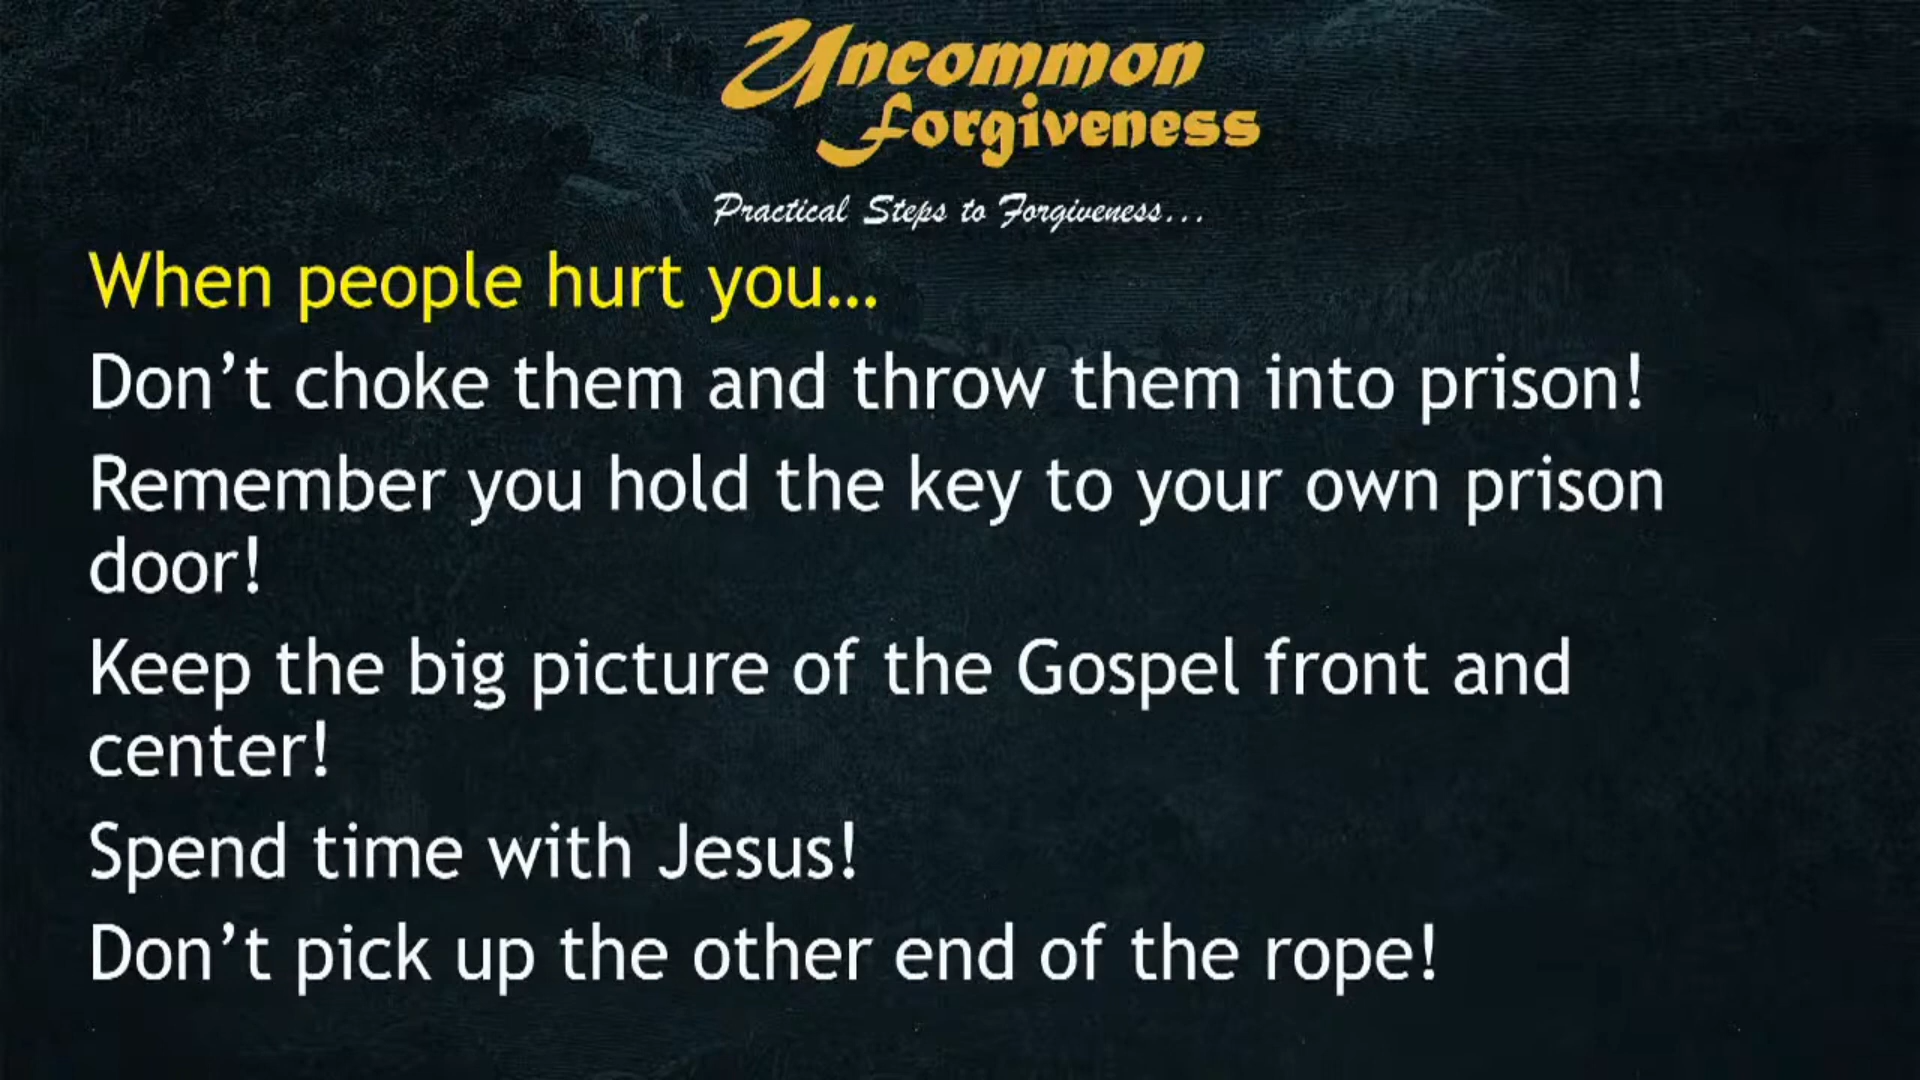 Uncommon
Forgiveness
Practical Steps to Forgiveness...
When people hurt you...
Don’t choke them and throw them into prison!
Remember you hold the key to your own prison
door!
Keep the big picture of the Gospel front and
center!
Spend time with Jesus!
Don’t pick up the other end of the rope!